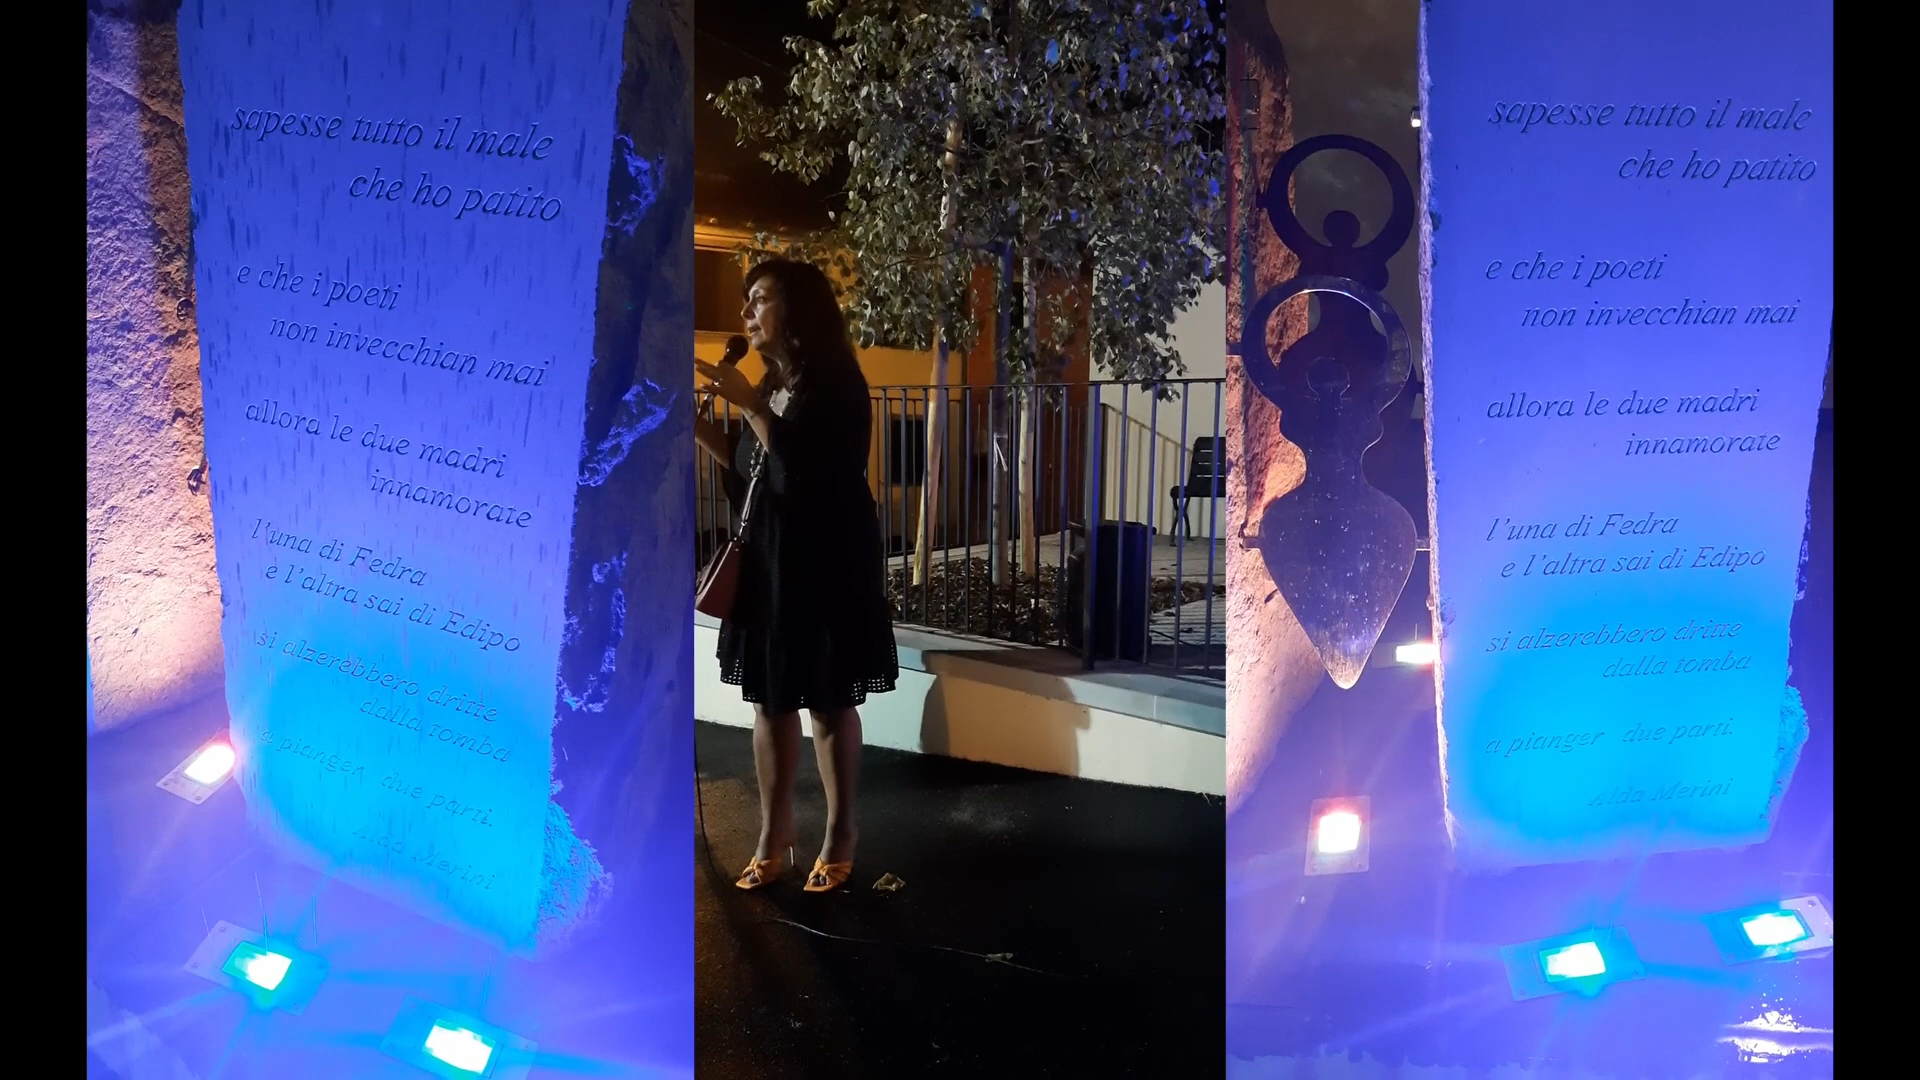 sapesse tutto il male
che ho patito
e che i poeti
non invecchian mai
allora le due madri
innamorate
l'una di Fedra
e l'altra sai di Edipo
si alzerebbero dritte
dalla tomba
a pianger due parti.
Alda Merini
sapesse tutto il male
che ho patito
e che i poeti
non invecchian mai
allora le due madri
innamorate
l'una di Fedra
e l'altra sai di Edipo
si alzerebbero dritte
dalla tomba
a pianger due parti.
Alda Merini